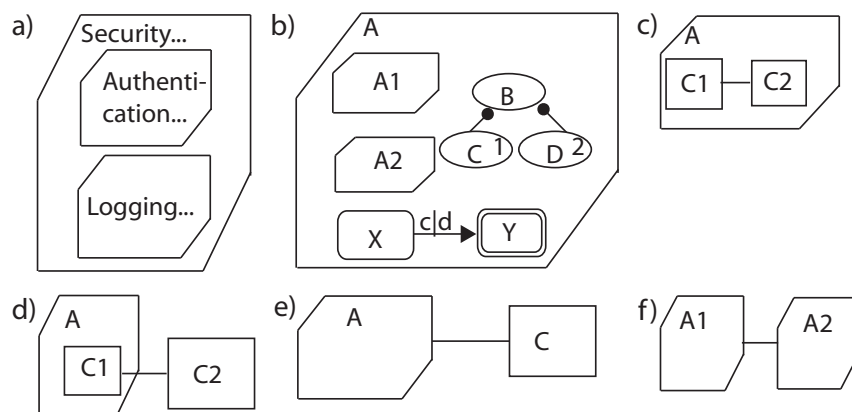 a)
Security...
Authenti-
cation...
Logging...
b)
A
A1
B
C 1
D 2
A2
X
c|d
Y
c)
A
C1
C2
d)
A
C1
C2
e)
A
C
f)
A1
A2